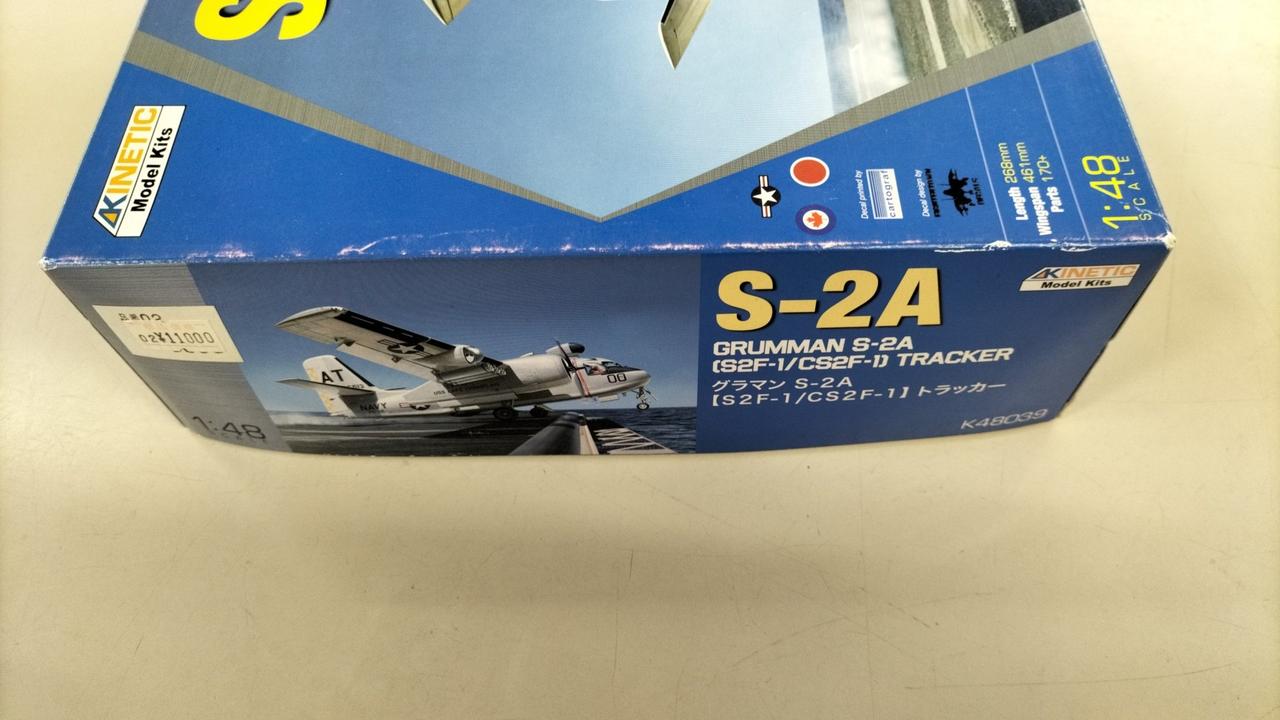 S
KINETIC
Model Kits
Decal printed by
cartograf
Decal design by
Length 268mm
Wingspan 461mm
Parts 170+
1:48
SCALE
02¥11000
1:48
AT
NAVY
00
S-2A
GRUMMAN S-2A
(S2F-1/CS2F-1) TRACKER
グラマン S-2A
【S2F-1/CS2F-1】トラッカー
KINETIC
Model Kits
K48039